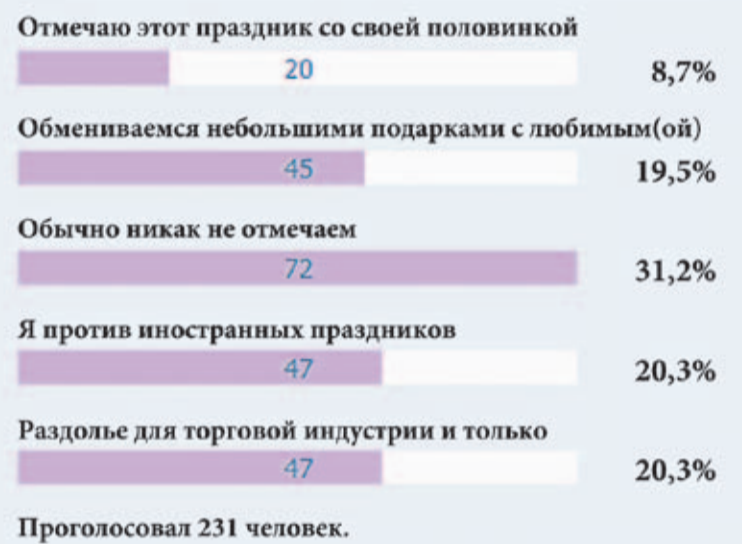 Отмечаю этот праздник со своей половинкой
20 8,7%
Обмениваемся небольшими подарками с любимым(ой)
45 19,5%
Обычно никак не отмечаем
72 31,2%
Я против иностранных праздников
47 20,3%
Раздолье для торговой индустрии и только
47 20,3%
Проголосовал 231 человек.